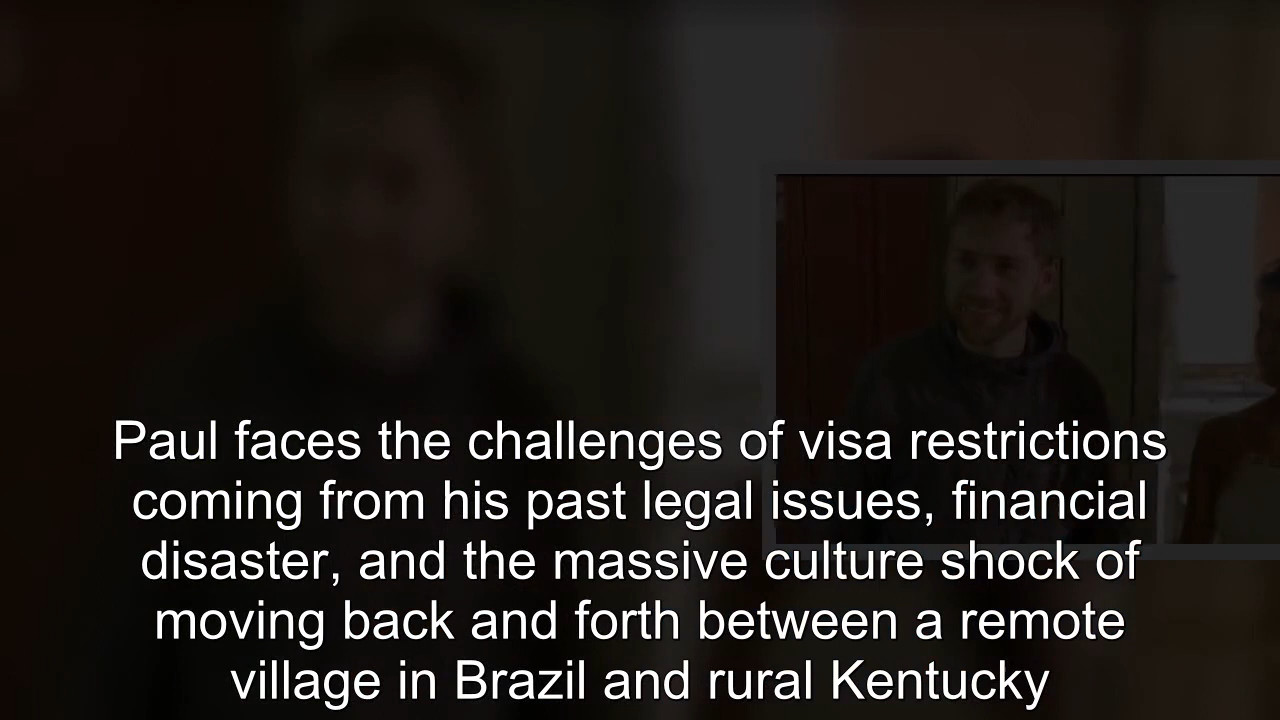 Paul faces the challenges of visa restrictions
coming from his past legal issues, financial
disaster, and the massive culture shock of
moving back and forth between a remote
village in Brazil and rural Kentucky